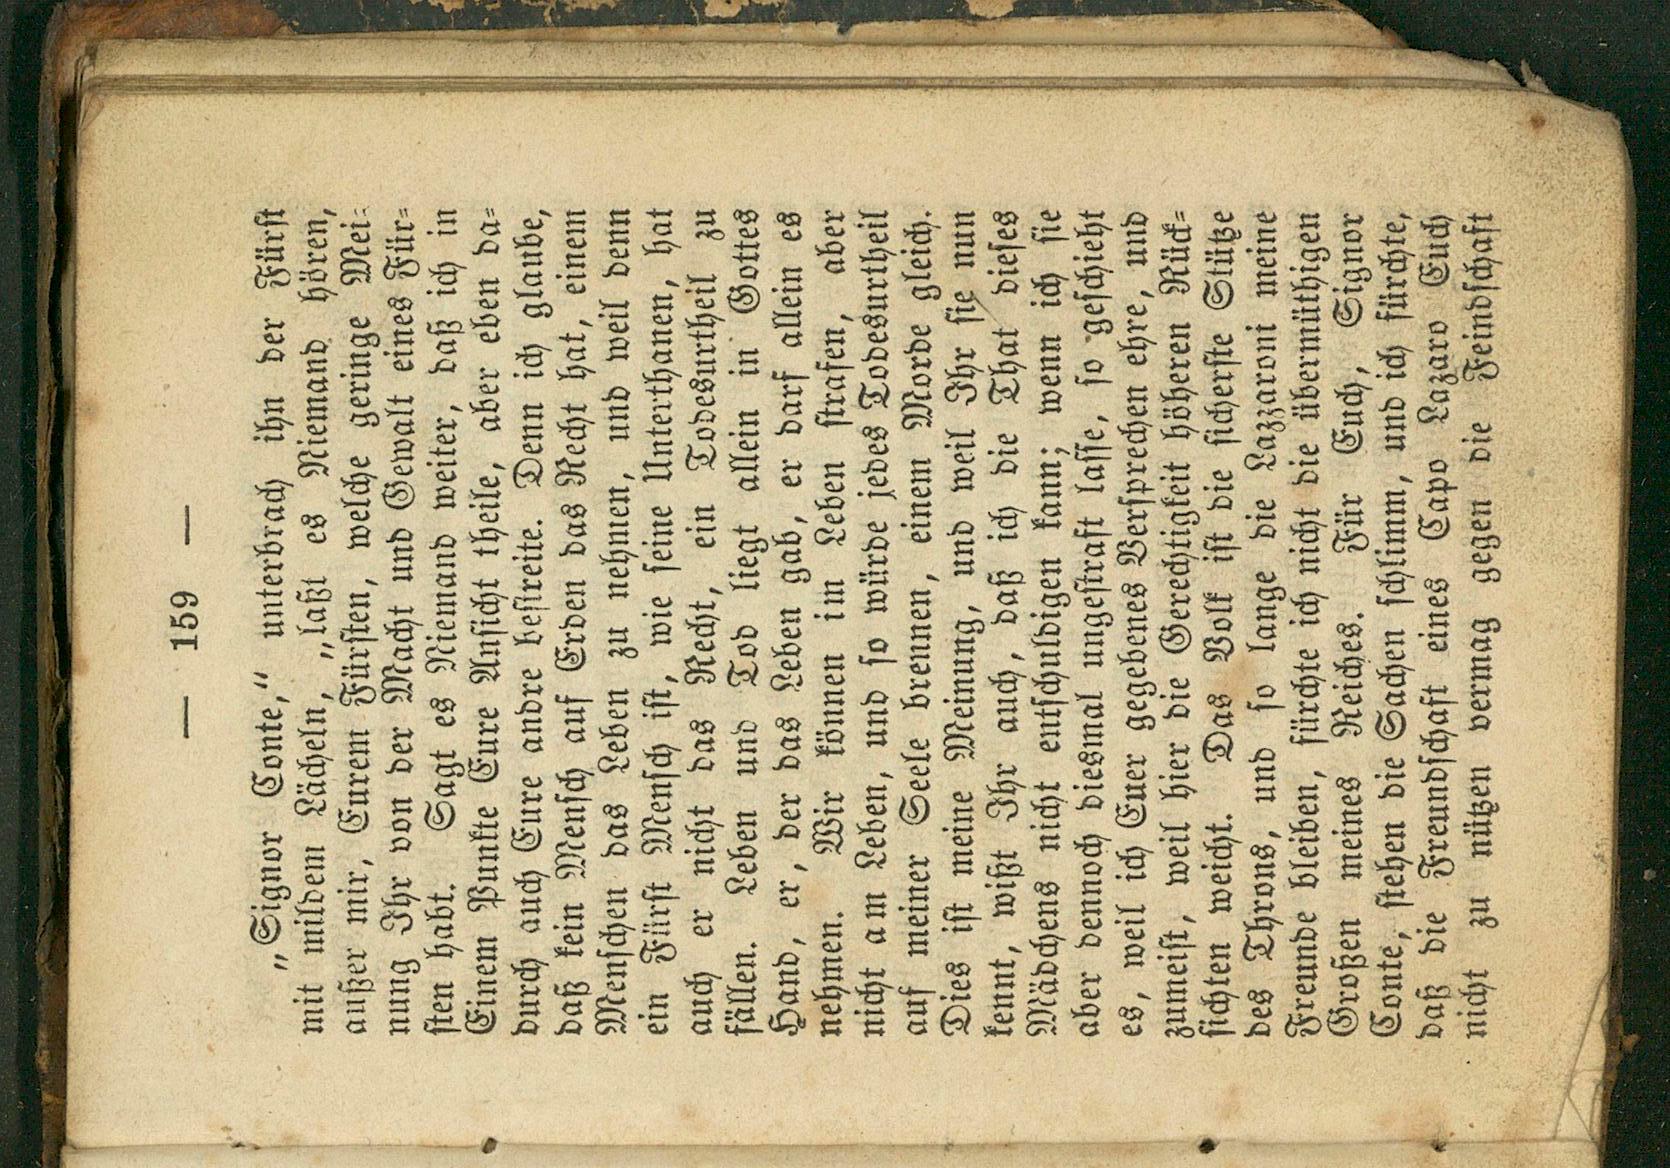 — 159 —
„Signor Conte,“ unterbrach ihn der Fürst
mit mildem Lächeln, „laßt es Niemand hören,
außer mir, Eurem Fürsten, welche geringe Mei-
nung Ihr von der Macht und Gewalt eines Für-
sten habt. Sagt es Niemand weiter, daß ich in
Einem Punkte Eure Ansicht theile, aber eben da-
durch auch Eure andre bestreite. Denn ich glaube,
daß kein Mensch auf Erden das Recht hat, einem
Menschen das Leben zu nehmen, und weil denn
ein Fürst Mensch ist, wie seine Unterthanen, hat
auch er nicht das Recht, ein Todesurtheil zu
fällen. Leben und Tod liegt allein in Gottes
Hand, er, der das Leben gab, er darf allein es
nehmen. Wir können im Leben strafen, aber
nicht am Leben, und so würde jedes Todesurtheil
auf meiner Seele brennen, einem Morde gleich.
Dies ist meine Meinung, und weil Ihr sie nun
kennt, wißt Ihr auch, daß ich die That dieses
Mädchens nicht entschuldigen kann; wenn ich sie
aber dennoch diesmal ungestraft lasse, so geschieht
es, weil ich Euer gegebenes Versprechen ehre, und
zumeist, weil hier die Gerechtigkeit höheren Rück-
sichten weicht. Das Volk ist die sicherste Stütze
des Throns, und so lange die Lazzaroni meine
Freunde bleiben, fürchte ich nicht die übermüthigen
Großen meines Reiches. Für Euch, Signor
Conte, stehen die Sachen schlimm, und ich fürchte,
daß die Freundschaft eines Capo Lazaro Euch
nicht zu nützen vermag gegen die Feindschaft